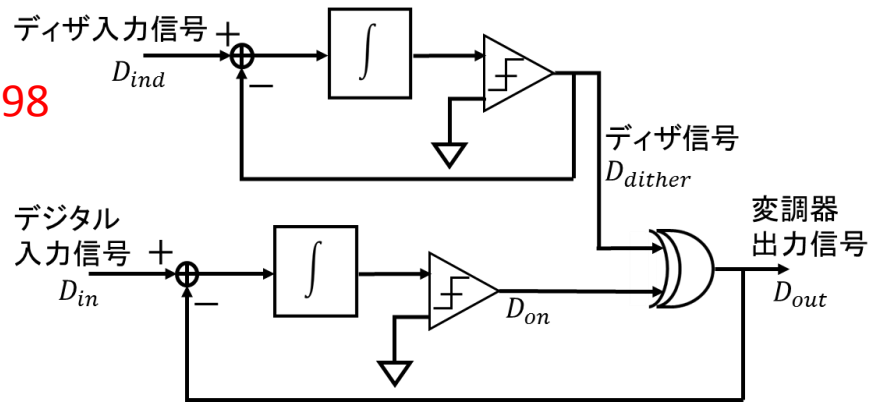 ディザ入力信号
+
∫
D_ind
−
98
ディザ信号
D_dither
デジタル
入力信号
+
∫
変調器
出力信号
D_in
−
D_on
D_out